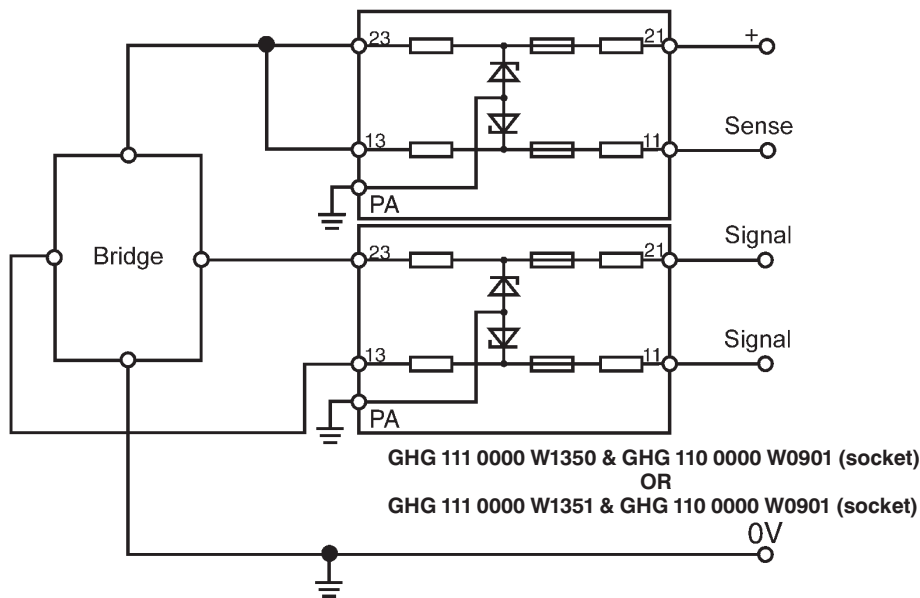 23
21
+
13
11
Sense
PA
Bridge
23
21
Signal
13
11
Signal
PA
GHG 111 0000 W1350 & GHG 110 0000 W0901 (socket)
OR
GHG 111 0000 W1351 & GHG 110 0000 W0901 (socket)
0V